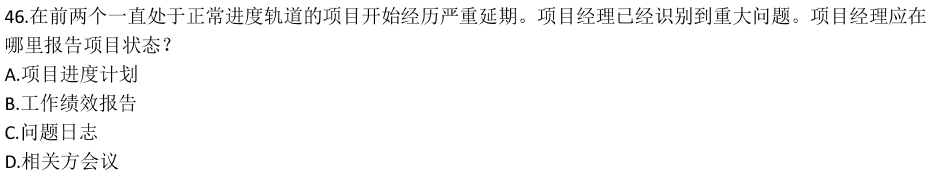 46.在前两个一直处于正常进度轨道的项目开始经历严重延期。项目经理已经识别到重大问题。项目经理应在
哪里报告项目状态？
A.项目进度计划
B.工作绩效报告
C.问题日志
D.相关方会议